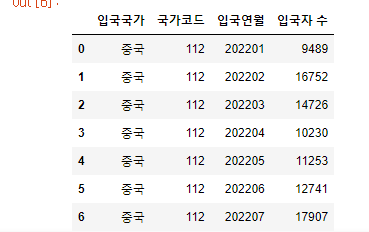 out [6]:
입국국가 국가코드 입국연월 입국자 수
0 중국 112 202201 9489
1 중국 112 202202 16752
2 중국 112 202203 14726
3 중국 112 202204 10230
4 중국 112 202205 11253
5 중국 112 202206 12741
6 중국 112 202207 17907